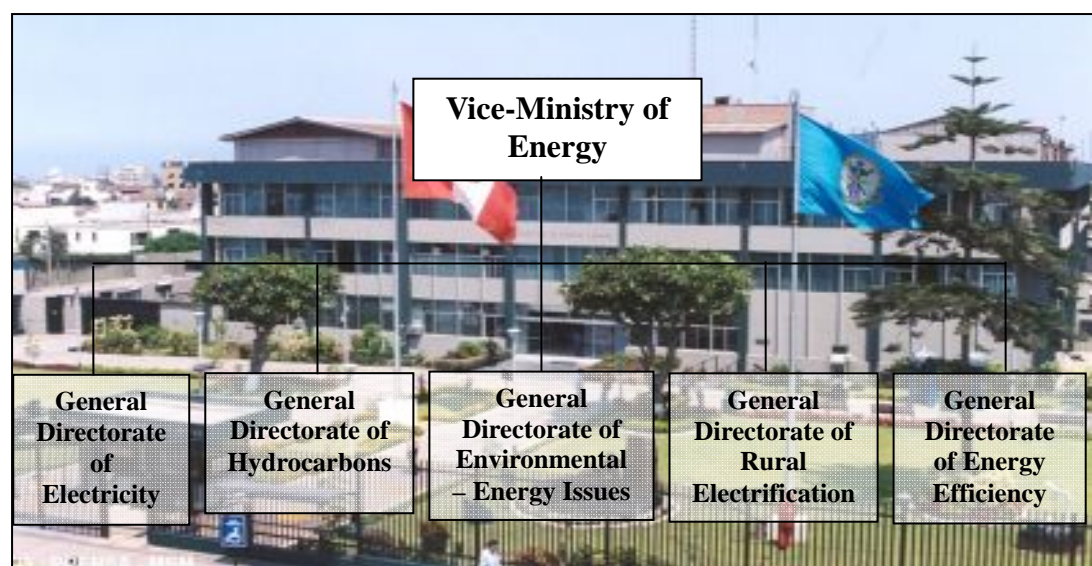 Vice-Ministry of
Energy
General
Directorate
of
Electricity
General
Directorate of
Hydrocarbons
General
Directorate of
Environmental
– Energy Issues
General
Directorate of
Rural
Electrification
General
Directorate
of Energy
Efficiency